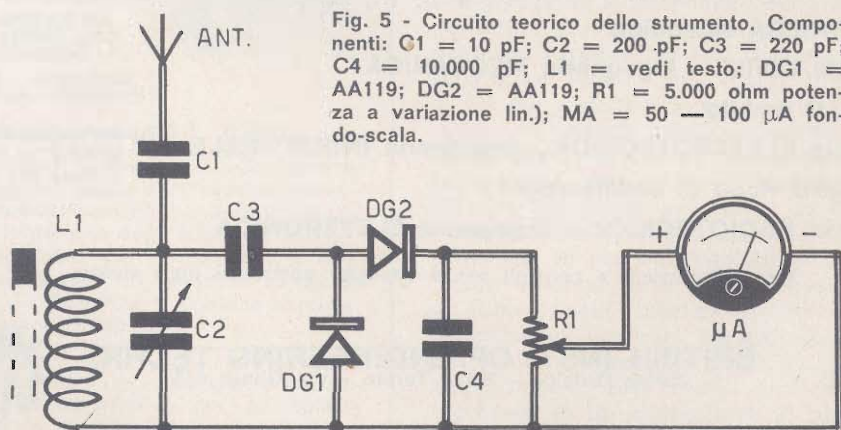 Fig. 5 - Circuito teorico dello strumento. Compo-
nenti: C1 = 10 pF; C2 = 200 pF; C3 = 220 pF;
C4 = 10.000 pF; L1 = vedi testo; DG1 =
AA119; DG2 = AA119; R1 = 5.000 ohm poten-
za a variazione lin.); MA = 50 — 100 µA fon-
do-scala.
ANT.
C1
L1
C3
DG2
C2
DG1
C4
R1
+
-
µA